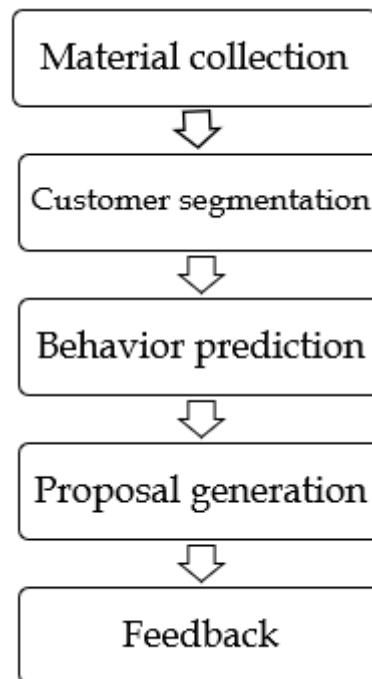 Material collection
Customer segmentation
Behavior prediction
Proposal generation
Feedback